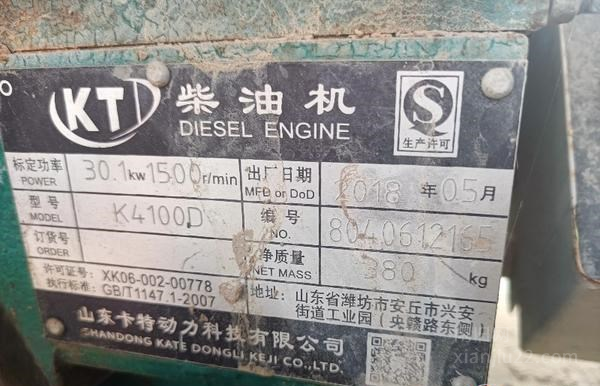 KT 柴油机
DIESEL ENGINE
生产许可
标定功率 POWER 30.1kw1500r/min 出厂日期 MFD or DoD 2018 年 05月
型号 MODEL K4100D 编号 NO. 8040612165
订货号 ORDER 净质量 NET MASS 380 kg
许可证号: XK06-002-00778
执行标准: GB/T1147.1-2007
地址: 山东省潍坊市安丘市兴安
街道工业园(央赣路东侧)
山东卡特动力科技有限公司
SHANDONG KATE DONGLI KEJI CO.,LTD.